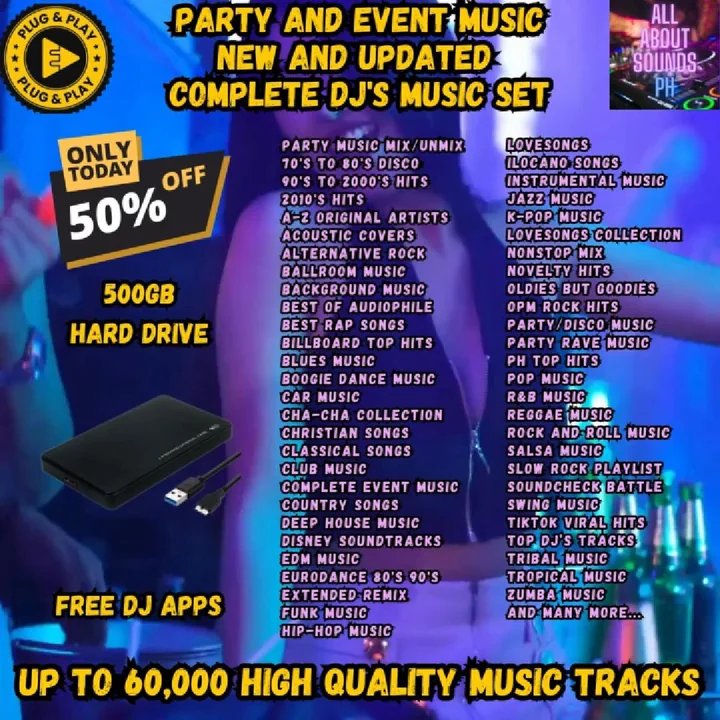 PLUG & PLAY
PLUG & PLAY
PARTY AND EVENT MUSIC
NEW AND UPDATED
COMPLETE DJ'S MUSIC SET
ALL
ABOUT
SOUNDS
PH
ONLY
TODAY
50% OFF
500GB
HARD DRIVE
FREE DJ APPS
PARTY MUSIC MIX/UNMIX
70'S TO 80'S DISCO
90'S TO 2000'S HITS
2010'S HITS
A-Z ORIGINAL ARTISTS
ACOUSTIC COVERS
ALTERNATIVE ROCK
BALLROOM MUSIC
BACKGROUND MUSIC
BEST OF AUDIOPHILE
BEST RAP SONGS
BILLBOARD TOP HITS
BLUES MUSIC
BOOGIE DANCE MUSIC
CAR MUSIC
CHA-CHA COLLECTION
CHRISTIAN SONGS
CLASSICAL SONGS
CLUB MUSIC
COMPLETE EVENT MUSIC
COUNTRY SONGS
DEEP HOUSE MUSIC
DISNEY SOUNDTRACKS
EDM MUSIC
EURODANCE 80'S 90'S
EXTENDED REMIX
FUNK MUSIC
HIP-HOP MUSIC
LOVESONGS
ILOCANO SONGS
INSTRUMENTAL MUSIC
JAZZ MUSIC
K-POP MUSIC
LOVESONGS COLLECTION
NONSTOP MIX
NOVELTY HITS
OLDIES BUT GOODIES
OPM ROCK HITS
PARTY/DISCO MUSIC
PARTY RAVE MUSIC
PH TOP HITS
POP MUSIC
R&B MUSIC
REGGAE MUSIC
ROCK AND ROLL MUSIC
SALSA MUSIC
SLOW ROCK PLAYLIST
SOUNDCHECK BATTLE
SWING MUSIC
TIKTOK VIRAL HITS
TOP DJ'S TRACKS
TRIBAL MUSIC
TROPICAL MUSIC
ZUMBA MUSIC
AND MANY MORE...
UP TO 60,000 HIGH QUALITY MUSIC TRACKS